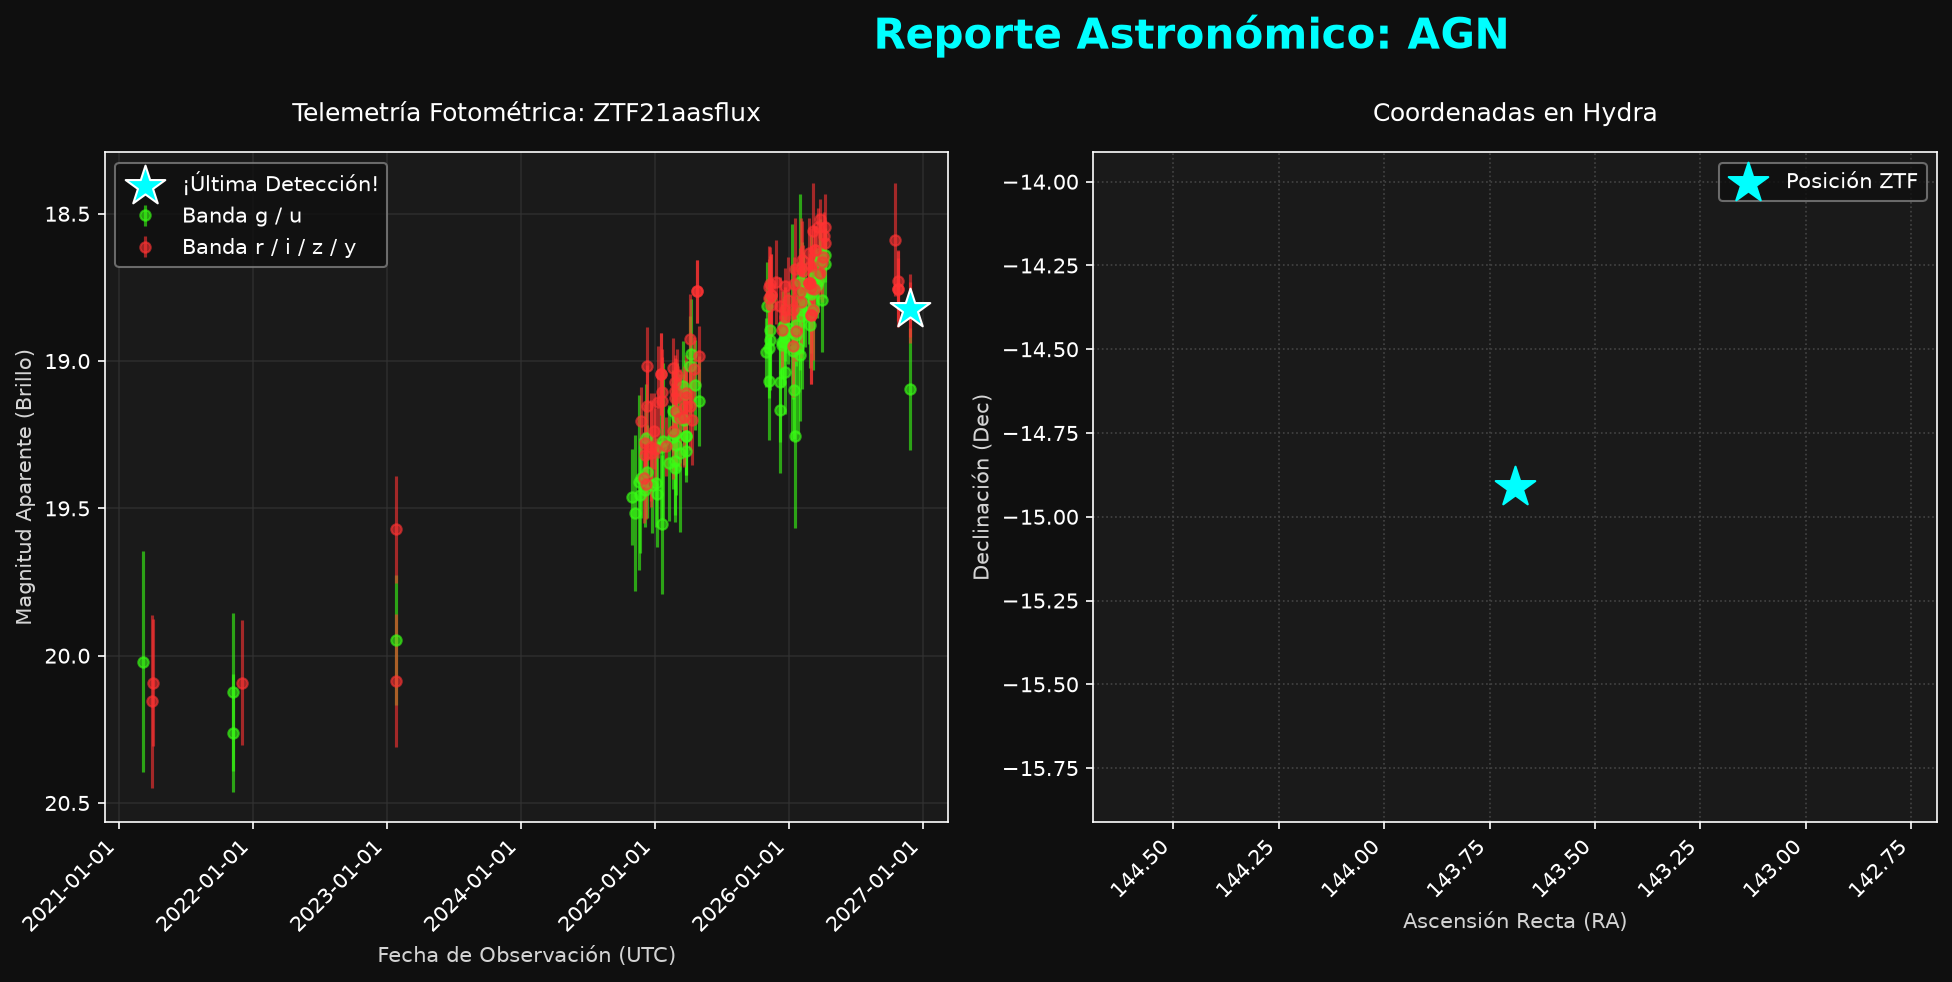 Reporte Astronómico: AGN
Telemetría Fotométrica: ZTF21aasflux
¡Última Detección!
Banda g / u
Banda r / i / z / y
Magnitud Aparente (Brillo)
18.5
19.0
19.5
20.0
20.5
2021-01-01
2022-01-01
2023-01-01
2024-01-01
2025-01-01
2026-01-01
2027-01-01
Fecha de Observación (UTC)
Coordenadas en Hydra
Posición ZTF
Declinación (Dec)
−14.00
−14.25
−14.50
−14.75
−15.00
−15.25
−15.50
−15.75
144.50
144.25
144.00
143.75
143.50
143.25
143.00
142.75
Ascensión Recta (RA)